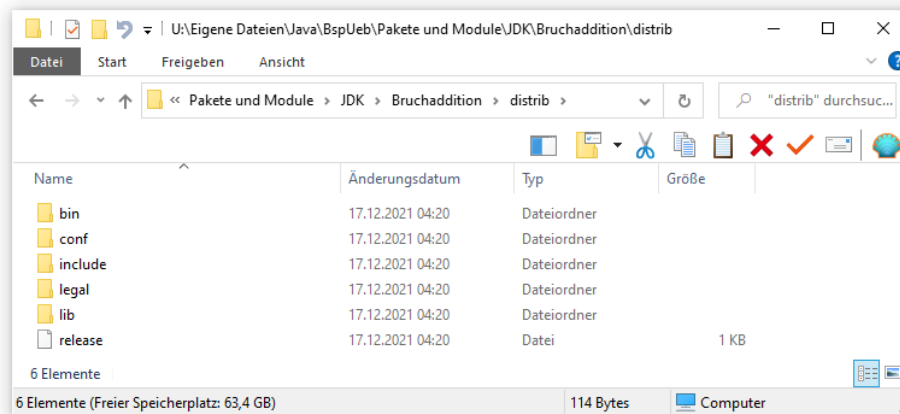 U:\Eigene Dateien\Java\BspUeb\Pakete und Module\JDK\Bruchaddition\distrib
Datei Start Freigeben Ansicht
« Pakete und Module > JDK > Bruchaddition > distrib > "distrib" durchsuc...
Name Änderungsdatum Typ Größe
bin 17.12.2021 04:20 Dateiordner
conf 17.12.2021 04:20 Dateiordner
include 17.12.2021 04:20 Dateiordner
legal 17.12.2021 04:20 Dateiordner
lib 17.12.2021 04:20 Dateiordner
release 17.12.2021 04:20 Datei 1 KB
6 Elemente
6 Elemente (Freier Speicherplatz: 63,4 GB) 114 Bytes Computer